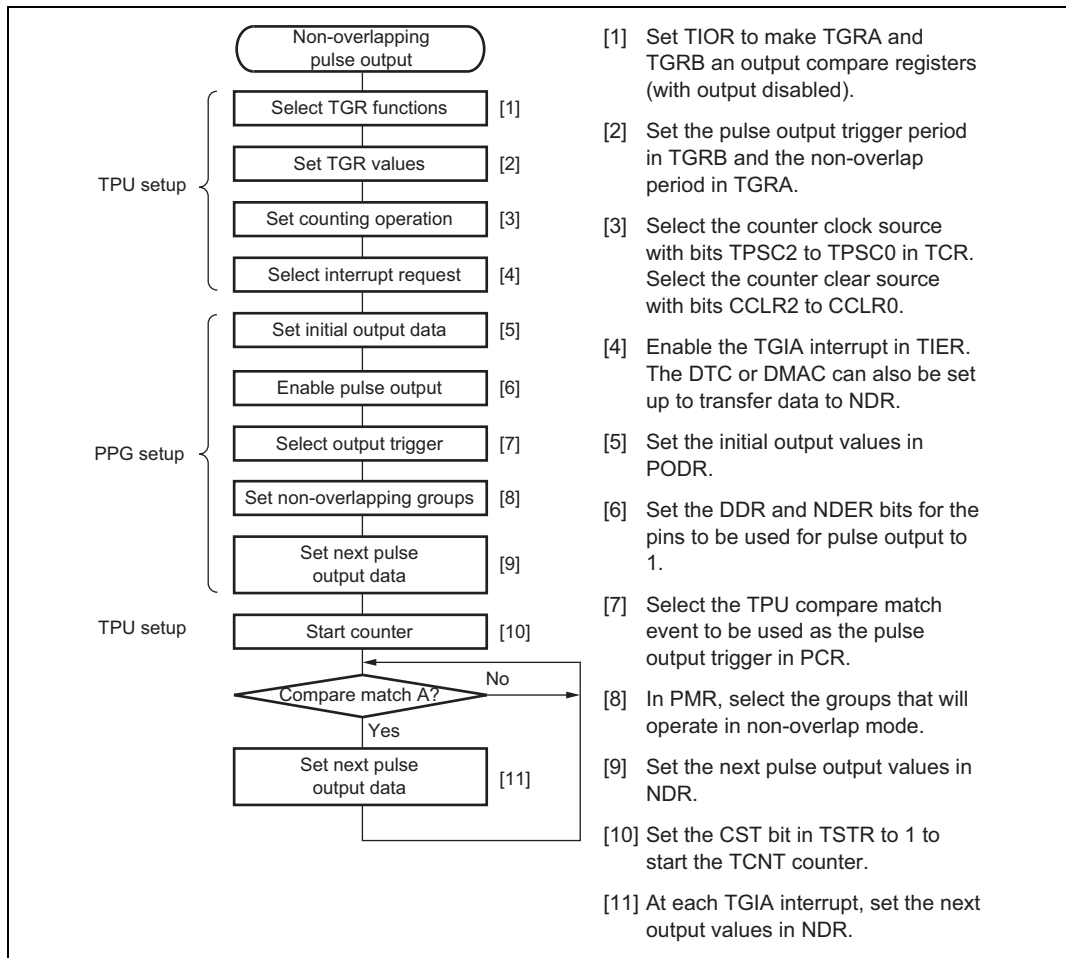 Non-overlapping
pulse output
Select TGR functions [1]
Set TGR values [2]
TPU setup
Set counting operation [3]
Select interrupt request [4]
Set initial output data [5]
Enable pulse output [6]
Select output trigger [7]
PPG setup
Set non-overlapping groups [8]
Set next pulse
output data [9]
TPU setup
Start counter [10]
Compare match A?
No
Yes
Set next pulse
output data [11]
[1] Set TIOR to make TGRA and
TGRB an output compare registers
(with output disabled).
[2] Set the pulse output trigger period
in TGRB and the non-overlap
period in TGRA.
[3] Select the counter clock source
with bits TPSC2 to TPSC0 in TCR.
Select the counter clear source
with bits CCLR2 to CCLR0.
[4] Enable the TGIA interrupt in TIER.
The DTC or DMAC can also be set
up to transfer data to NDR.
[5] Set the initial output values in
PODR.
[6] Set the DDR and NDER bits for the
pins to be used for pulse output to
1.
[7] Select the TPU compare match
event to be used as the pulse
output trigger in PCR.
[8] In PMR, select the groups that will
operate in non-overlap mode.
[9] Set the next pulse output values in
NDR.
[10] Set the CST bit in TSTR to 1 to
start the TCNT counter.
[11] At each TGIA interrupt, set the next
output values in NDR.